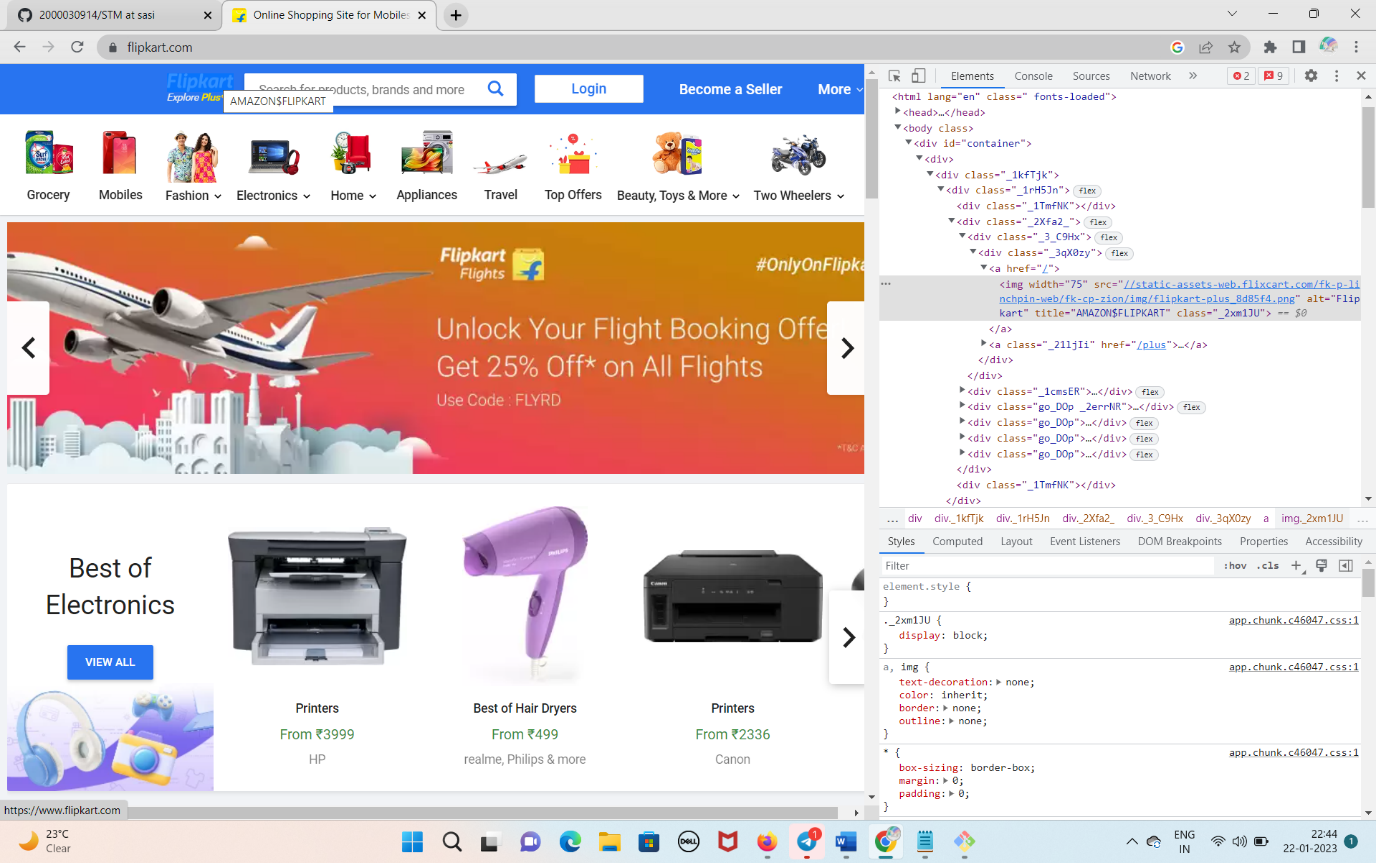 2000030914/STM at sasi
Online Shopping Site for Mobiles
flipkart.com
Flipkart
Explore Plus
Search for products, brands and more
Login
Become a Seller
More
AMAZON$FLIPKART
Grocery
Mobiles
Fashion
Electronics
Home
Appliances
Travel
Top Offers
Beauty, Toys & More
Two Wheelers
Flipkart
Flights
#OnlyOnFlipka
Unlock Your Flight Booking Offe
Get 25% Off* on All Flights
Use Code : FLYRD
*T&C A
Best of
Electronics
VIEW ALL
Printers
From ₹3999
HP
Best of Hair Dryers
From ₹499
realme, Philips & more
Printers
From ₹2336
Canon
https://www.flipkart.com
Elements
Console
Sources
Network
2
9
<html lang="en" class=" fonts-loaded">
<head>…</head>
<body class>
<div id="container">
<div>
<div class="_1kfTjk">
<div class="_1rH5Jn"> flex
<div class="_1TmfNK"></div>
<div class="_2Xfa2_"> flex
<div class="_3_C9Hx"> flex
<div class="_3qX0zy"> flex
<a href="/">
<img width="75" src="//static-assets-web.flixcart.com/fk-p-li
nchpin-web/fk-cp-zion/img/flipkart-plus_8d85f4.png" alt="Flip
kart" title="AMAZON$FLIPKART" class="_2xm1JU"> == $0
</a>
<a class="_21ljIi" href="/plus">…</a>
</div>
</div>
<div class="_1cmsER">…</div> flex
<div class="go_DOp _2errNR">…</div> flex
<div class="go_DOp">…</div> flex
<div class="go_DOp">…</div> flex
<div class="go_DOp">…</div> flex
</div>
<div class="_1TmfNK"></div>
</div>
… div div._1kfTjk div._1rH5Jn div._2Xfa2_ div._3_C9Hx div._3qX0zy a img._2xm1JU …
Styles
Computed
Layout
Event Listeners
DOM Breakpoints
Properties
Accessibility
Filter
:hov .cls
element.style {
}
._2xm1JU { app.chunk.c46047.css:1
display: block;
}
a, img { app.chunk.c46047.css:1
text-decoration: none;
color: inherit;
border: none;
outline: none;
}
* { app.chunk.c46047.css:1
box-sizing: border-box;
margin: 0;
padding: 0;
}
23°C
Clear
DELL
1
ENG
IN
22:44
22-01-2023
1